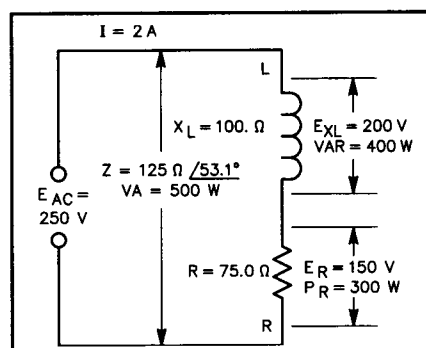 I = 2 A
L
X_L = 100. Ω
E_XL = 200 V
VAR = 400 W
Z = 125 Ω /53.1°
VA = 500 W
E_AC =
250 V
R = 75.0 Ω
E_R = 150 V
P_R = 300 W
R